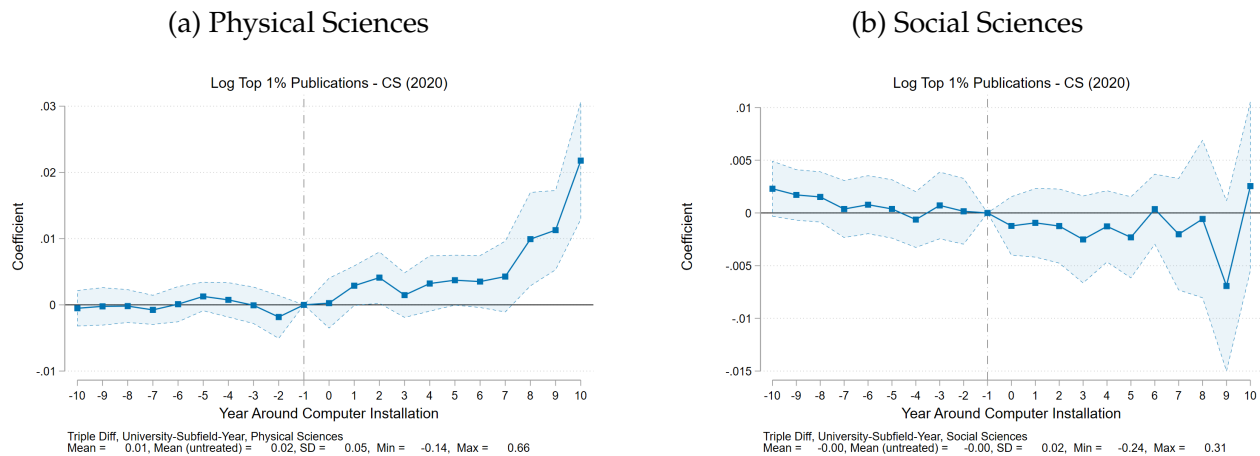 (a) Physical Sciences
Log Top 1% Publications - CS (2020)
Coefficient
.03
.02
.01
0
-.01
-10 -9 -8 -7 -6 -5 -4 -3 -2 -1 0 1 2 3 4 5 6 7 8 9 10
Year Around Computer Installation
Triple Diff, University-Subfield-Year, Physical Sciences
Mean = 0.01, Mean (untreated) = 0.02, SD = 0.05, Min = -0.14, Max = 0.66
(b) Social Sciences
Log Top 1% Publications - CS (2020)
Coefficient
.01
.005
0
-.005
-.01
-.015
-10 -9 -8 -7 -6 -5 -4 -3 -2 -1 0 1 2 3 4 5 6 7 8 9 10
Year Around Computer Installation
Triple Diff, University-Subfield-Year, Social Sciences
Mean = -0.00, Mean (untreated) = -0.00, SD = 0.02, Min = -0.24, Max = 0.31